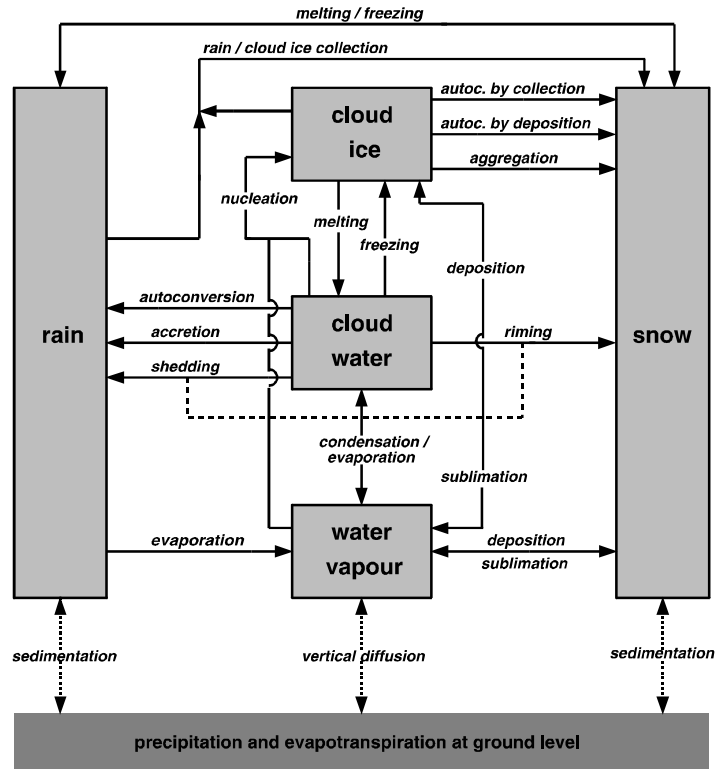 melting / freezing
rain / cloud ice collection
cloud
ice
autoc. by collection
autoc. by deposition
aggregation
nucleation
melting
freezing
deposition
rain
autoconversion
accretion
shedding
cloud
water
riming
snow
condensation /
evaporation
sublimation
evaporation
water
vapour
deposition
sublimation
sedimentation
vertical diffusion
sedimentation
precipitation and evapotranspiration at ground level